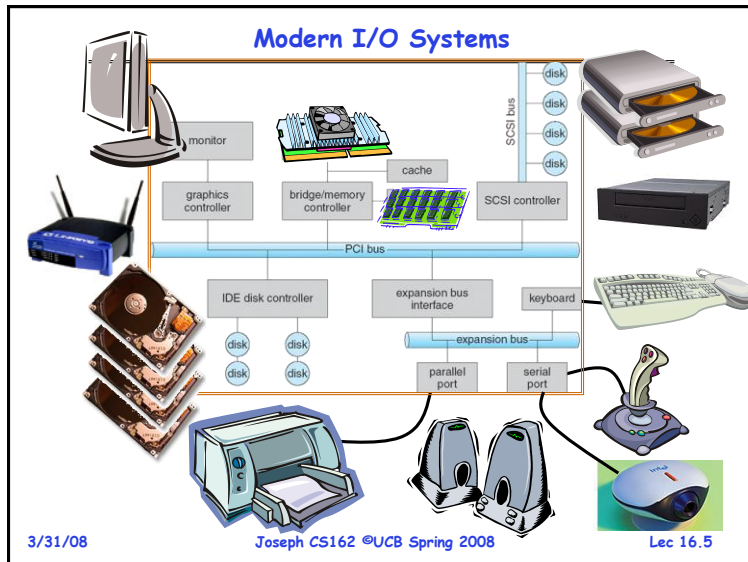 Modern I/O Systems
SCSI bus
disk
disk
disk
disk
monitor
cache
graphics
controller
bridge/memory
controller
SCSI controller
PCI bus
IDE disk controller
expansion bus
interface
keyboard
disk
disk
disk
disk
expansion bus
parallel
port
serial
port
intel
3/31/08
Joseph CS162 ©UCB Spring 2008
Lec 16.5